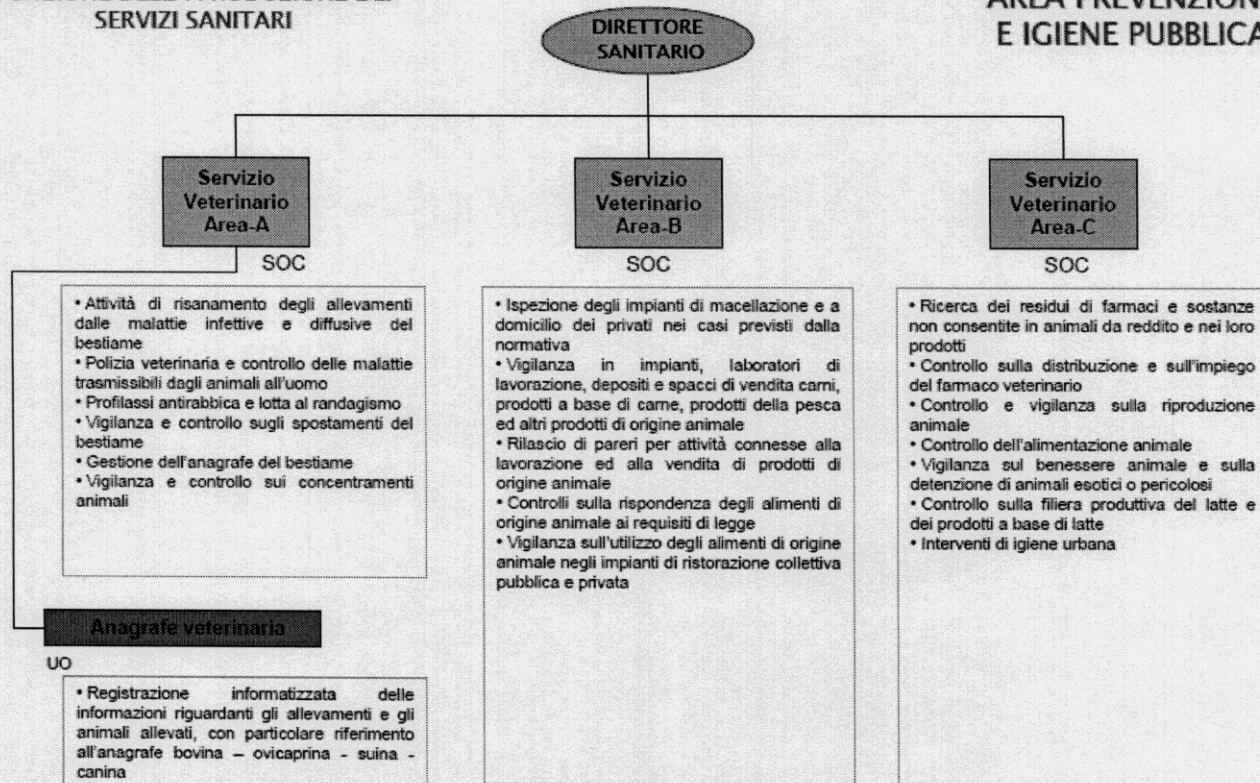 SERVIZI SANITARI
AREA PREVENZIONE
E IGIENE PUBBLICA
DIRETTORE
SANITARIO
Servizio
Veterinario
Area-A
SOC
• Attività di risanamento degli allevamenti
dalle malattie infettive e diffusive del
bestiame
• Polizia veterinaria e controllo delle malattie
trasmissibili dagli animali all'uomo
• Profilassi antirabbica e lotta al randagismo
• Vigilanza e controllo sugli spostamenti del
bestiame
• Gestione dell'anagrafe del bestiame
• Vigilanza e controllo sui concentramenti
animali
Anagrafe veterinaria
UO
• Registrazione informatizzata delle
informazioni riguardanti gli allevamenti e gli
animali allevati, con particolare riferimento
all'anagrafe bovina – ovicaprina - suina -
canina
Servizio
Veterinario
Area-B
SOC
• Ispezione degli impianti di macellazione e a
domicilio dei privati nei casi previsti dalla
normativa
• Vigilanza in impianti, laboratori di
lavorazione, depositi e spacci di vendita carni,
prodotti a base di carne, prodotti della pesca
ed altri prodotti di origine animale
• Rilascio di pareri per attività connesse alla
lavorazione ed alla vendita di prodotti di
origine animale
• Controlli sulla rispondenza degli alimenti di
origine animale ai requisiti di legge
• Vigilanza sull'utilizzo degli alimenti di origine
animale negli impianti di ristorazione collettiva
pubblica e privata
Servizio
Veterinario
Area-C
SOC
• Ricerca dei residui di farmaci e sostanze
non consentite in animali da reddito e nei loro
prodotti
• Controllo sulla distribuzione e sull'impiego
del farmaco veterinario
• Controllo e vigilanza sulla riproduzione
animale
• Controllo dell'alimentazione animale
• Vigilanza sul benessere animale e sulla
detenzione di animali esotici o pericolosi
• Controllo sulla filiera produttiva del latte e
dei prodotti a base di latte
• Interventi di igiene urbana